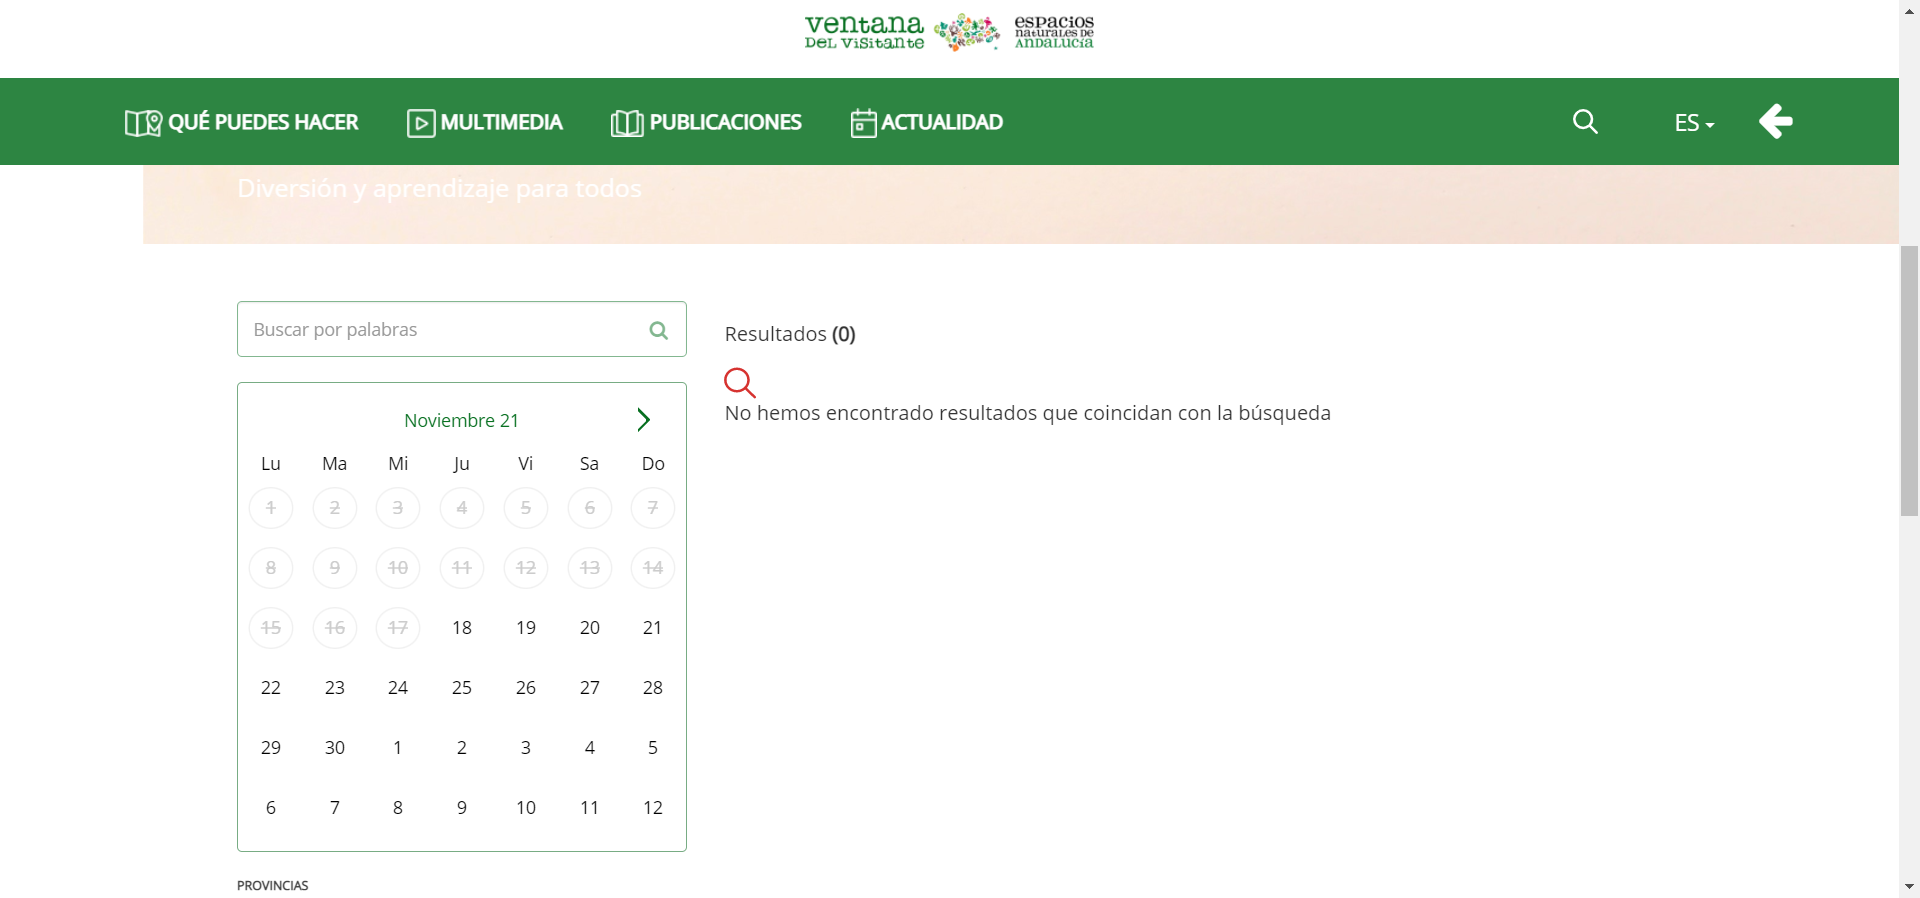 ventana
DEL VISITANTE
ESPACIOS
NATURALES DE
ANDALUCÍA
QUÉ PUEDES HACER MULTIMEDIA PUBLICACIONES ACTUALIDAD ES
Diversión y aprendizaje para todos
Buscar por palabras
Resultados (0)
No hemos encontrado resultados que coincidan con la búsqueda
Noviembre 21
Lu Ma Mi Ju Vi Sa Do
1 2 3 4 5 6 7
8 9 10 11 12 13 14
15 16 17 18 19 20 21
22 23 24 25 26 27 28
29 30 1 2 3 4 5
6 7 8 9 10 11 12
PROVINCIAS